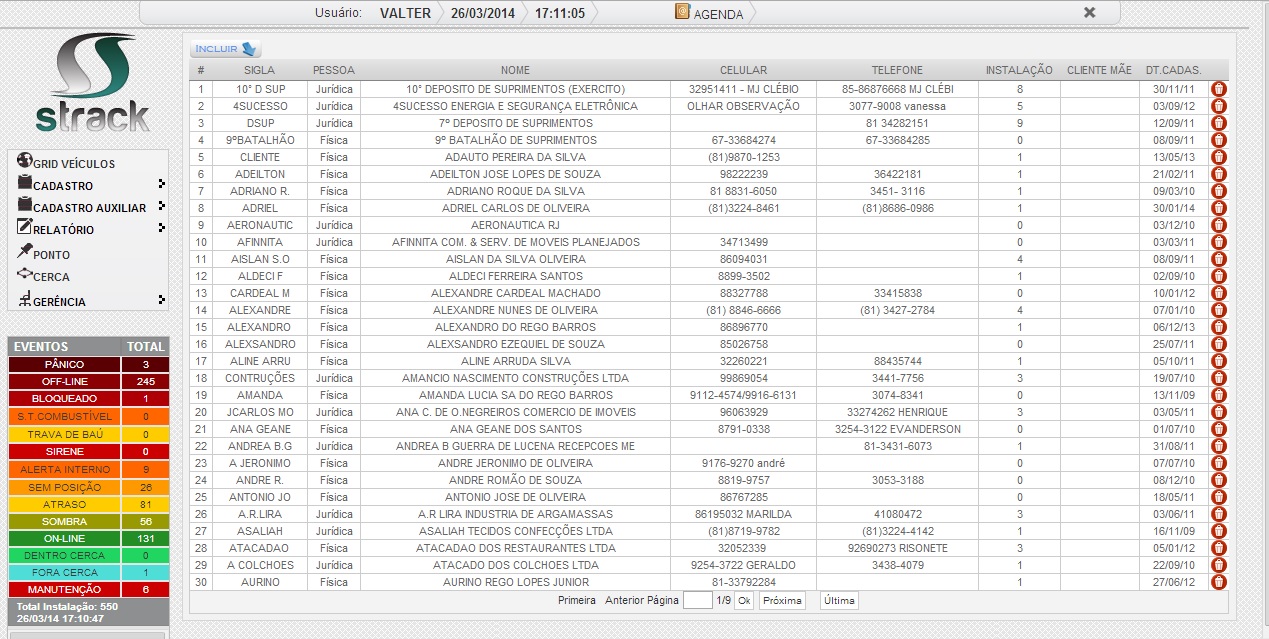 Usuário: VALTER 26/03/2014 17:11:05 AGENDA
strack
GRID VEÍCULOS
CADASTRO
CADASTRO AUXILIAR
RELATÓRIO
PONTO
CERCA
GERÊNCIA
EVENTOS TOTAL
PÂNICO 3
OFF-LINE 245
BLOQUEADO 1
S.T.COMBUSTÍVEL 0
TRAVA DE BAÚ 0
SIRENE 0
ALERTA INTERNO 9
SEM POSIÇÃO 26
ATRASO 81
SOMBRA 56
ON-LINE 131
DENTRO CERCA 0
FORA CERCA 1
MANUTENÇÃO 6
Total Instalação: 550
26/03/14 17:10:47
INCLUIR
# SIGLA PESSOA NOME CELULAR TELEFONE INSTALAÇÃO CLIENTE MÃE DT.CADAS.
1 10° D SUP Jurídica 10° DEPOSITO DE SUPRIMENTOS (EXERCITO) 32951411 - MJ CLÉBIO 85-86876668 MJ CLÉBI 8 30/11/11
2 4SUCESSO Jurídica 4SUCESSO ENERGIA E SEGURANÇA ELETRÔNICA OLHAR OBSERVAÇÃO 3077-9008 vanessa 5 03/09/12
3 DSUP Jurídica 7º DEPOSITO DE SUPRIMENTOS 81 34282151 9 12/09/11
4 9ºBATALHÃO Física 9º BATALHÃO DE SUPRIMENTOS 67-33684274 67-33684285 0 08/09/11
5 CLIENTE Física ADAUTO PEREIRA DA SILVA (81)9870-1253 1 13/05/13
6 ADEILTON Física ADEILTON JOSE LOPES DE SOUZA 98222239 36422181 1 21/02/11
7 ADRIANO R. Física ADRIANO ROQUE DA SILVA 81 8831-6050 3451- 3116 1 09/03/10
8 ADRIEL Física ADRIEL CARLOS DE OLIVEIRA (81)3224-8461 (81)8686-0986 1 30/01/14
9 AERONAUTIC Jurídica AERONAUTICA RJ 0 03/12/10
10 AFINNITA Jurídica AFINNITA COM. & SERV. DE MOVEIS PLANEJADOS 34713499 0 03/03/11
11 AISLAN S.O Física AISLAN DA SILVA OLIVEIRA 86094031 4 08/09/11
12 ALDECI F Física ALDECI FERREIRA SANTOS 8899-3502 1 02/09/10
13 CARDEAL M Física ALEXANDRE CARDEAL MACHADO 88327788 33415838 0 10/01/12
14 ALEXANDRE Física ALEXANDRE NUNES DE OLIVEIRA (81) 8846-6666 (81) 3427-2784 4 07/01/10
15 ALEXANDRO Física ALEXANDRO DO REGO BARROS 86896770 1 06/12/13
16 ALEXSANDRO Física ALEXSANDRO EZEQUIEL DE SOUZA 85026758 0 25/07/11
17 ALINE ARRU Física ALINE ARRUDA SILVA 32260221 88435744 1 05/10/11
18 CONTRUÇÕES Jurídica AMANCIO NASCIMENTO CONSTRUÇÕES LTDA 99869054 3441-7756 3 19/07/10
19 AMANDA Física AMANDA LUCIA SA DO REGO BARROS 9112-4574/9916-6131 3074-8341 0 13/11/09
20 JCARLOS MO Jurídica ANA C. DE O.NEGREIROS COMERCIO DE IMOVEIS 96063929 33274262 HENRIQUE 3 03/05/11
21 ANA GEANE Física ANA GEANE DOS SANTOS 8791-0338 3254-3122 EVANDERSON 0 01/07/10
22 ANDREA B.G Jurídica ANDREA B GUERRA DE LUCENA RECEPCOES ME 81-3431-6073 1 31/08/11
23 A JERONIMO Física ANDRE JERONIMO DE OLIVEIRA 9176-9270 andré 0 07/07/10
24 ANDRE R. Física ANDRE ROMÃO DE SOUZA 8819-9757 3053-3188 0 08/12/10
25 ANTONIO JO Física ANTONIO JOSE DE OLIVEIRA 86767285 0 18/05/11
26 A.R.LIRA Jurídica A.R LIRA INDUSTRIA DE ARGAMASSAS 86195032 MARILDA 41080472 3 03/06/11
27 ASALIAH Jurídica ASALIAH TECIDOS CONFECÇÕES LTDA (81)8719-9782 (81)3224-4142 1 16/11/09
28 ATACADAO Física ATACADAO DOS RESTAURANTES LTDA 32052339 92690273 RISONETE 3 05/01/12
29 A COLCHOES Jurídica ATACADO DOS COLCHOES LTDA 9254-3722 GERALDO 3438-4079 1 22/09/10
30 AURINO Física AURINO REGO LOPES JUNIOR 81-33792284 1 27/06/12
Primeira Anterior Página 1/9 Ok Próxima Última